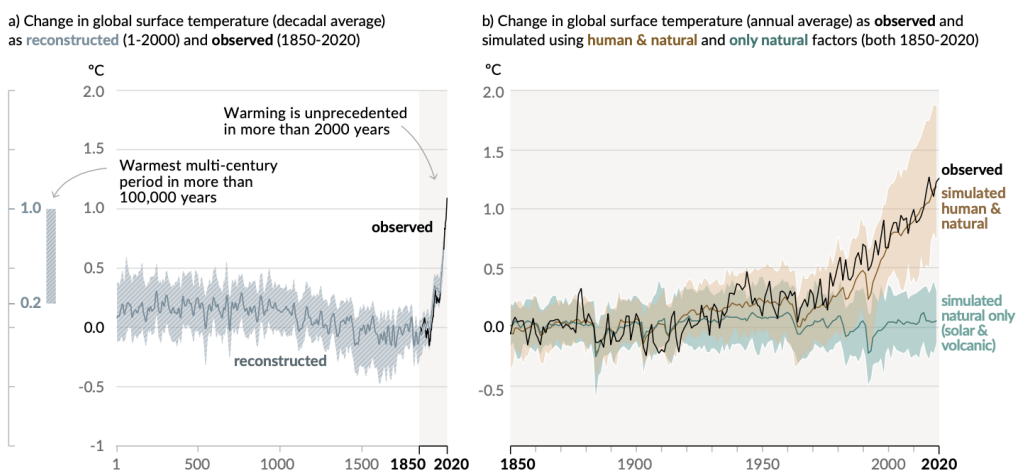 a) Change in global surface temperature (decadal average)
as reconstructed (1-2000) and observed (1850-2020)
°C
2.0
1.5
1.0
0.5
0.0
-0.5
-1
1.0
0.2
Warming is unprecedented
in more than 2000 years
Warmest multi-century
period in more than
100,000 years
observed
reconstructed
1
500
1000
1500
1850
2020
b) Change in global surface temperature (annual average) as observed and
simulated using human & natural and only natural factors (both 1850-2020)
°C
2.0
1.5
1.0
0.5
0.0
-0.5
observed
simulated
human &
natural
simulated
natural only
(solar &
volcanic)
1850
1900
1950
2000
2020